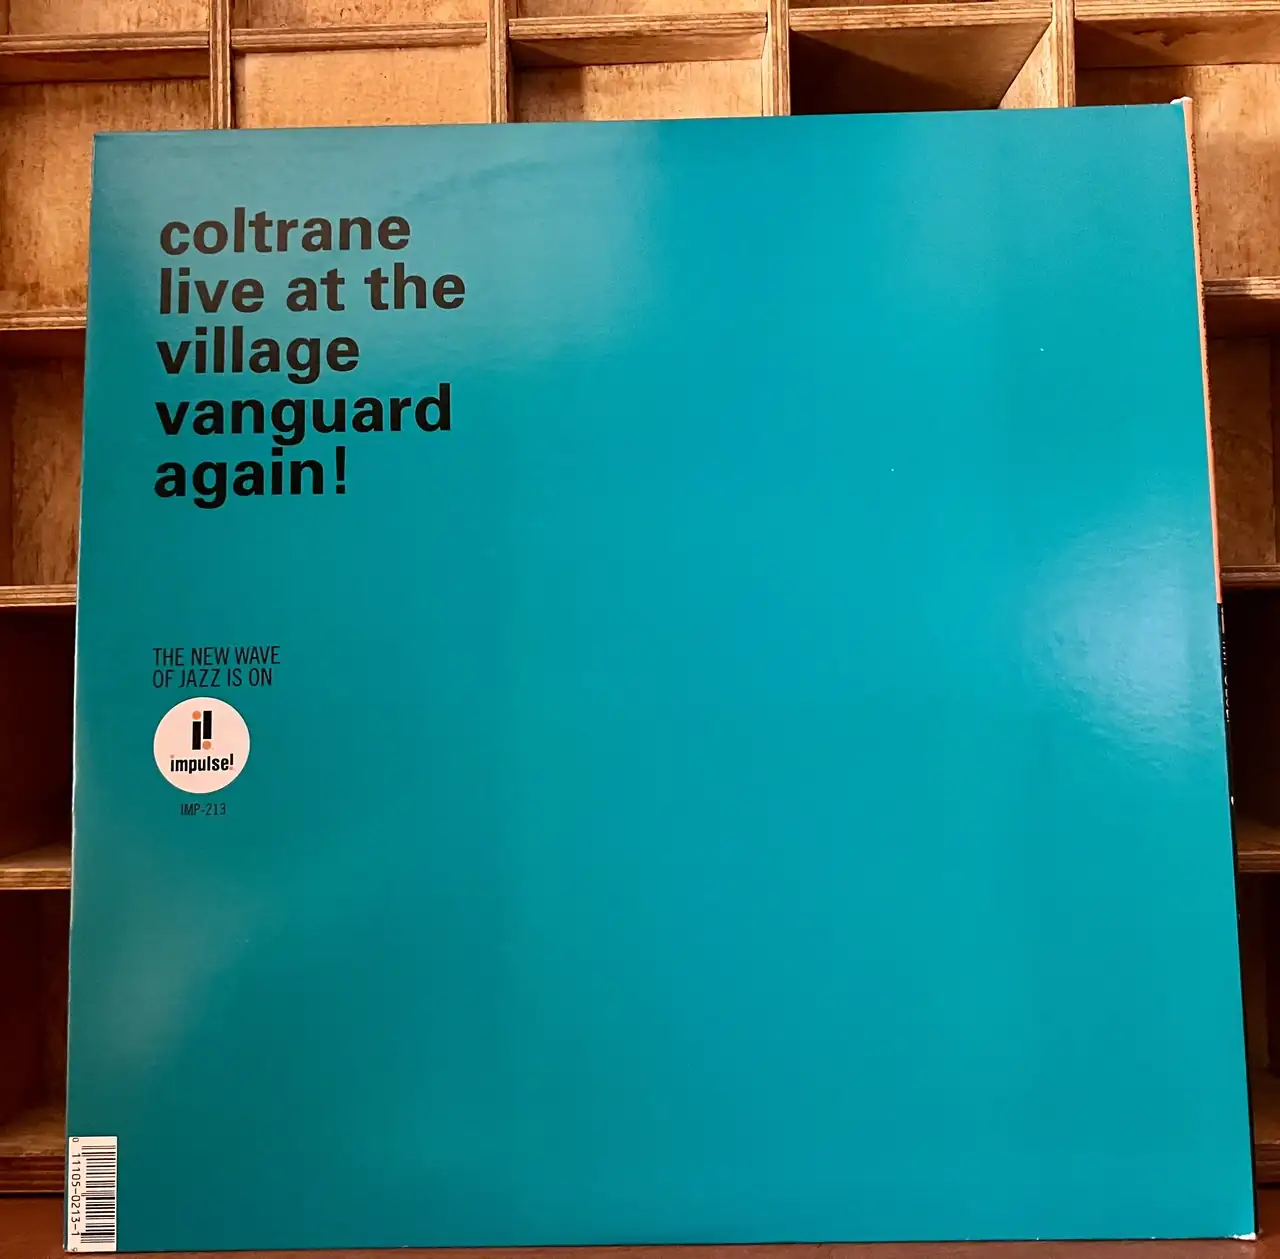 coltrane
live at the
village
vanguard
again!
THE NEW WAVE
OF JAZZ IS ON
impulse!
IMP-213
0 11105-0213-1 9